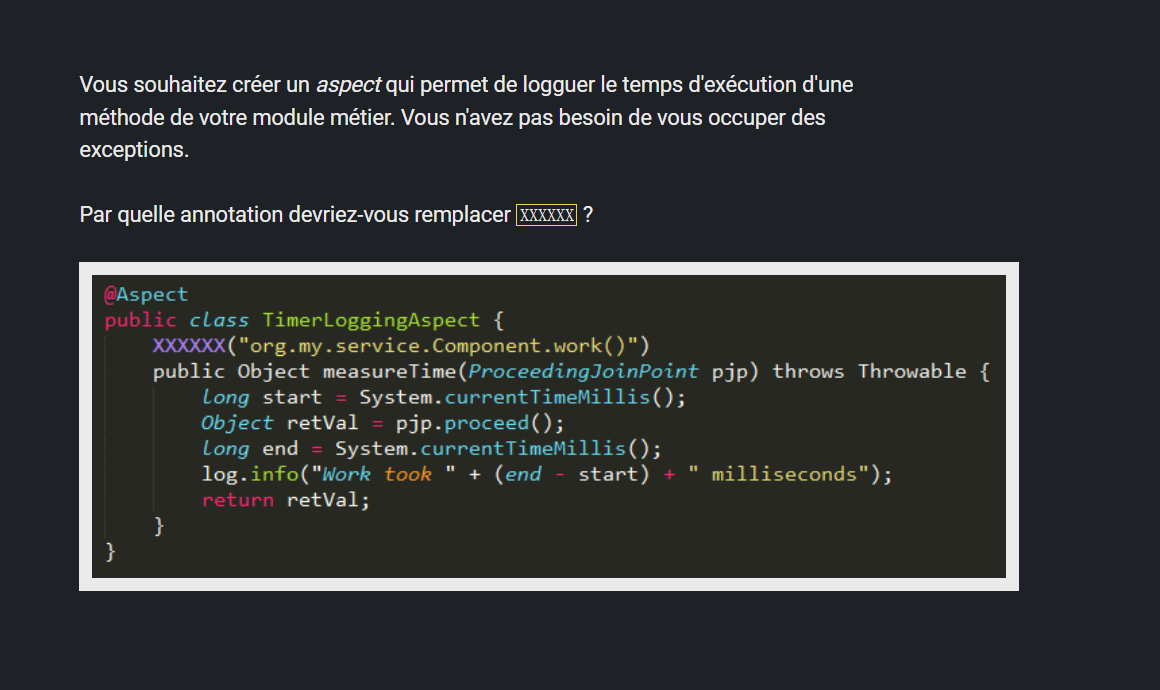 Vous souhaitez créer un aspect qui permet de logguer le temps d'exécution d'une
méthode de votre module métier. Vous n'avez pas besoin de vous occuper des
exceptions.
Par quelle annotation devriez-vous remplacer XXXXXX ?
@Aspect
public class TimerLoggingAspect {
XXXXXX("org.my.service.Component.work()")
public Object measureTime(ProceedingJoinPoint pjp) throws Throwable {
long start = System.currentTimeMillis();
Object retVal = pjp.proceed();
long end = System.currentTimeMillis();
log.info("Work took " + (end - start) + " milliseconds");
return retVal;
}
}